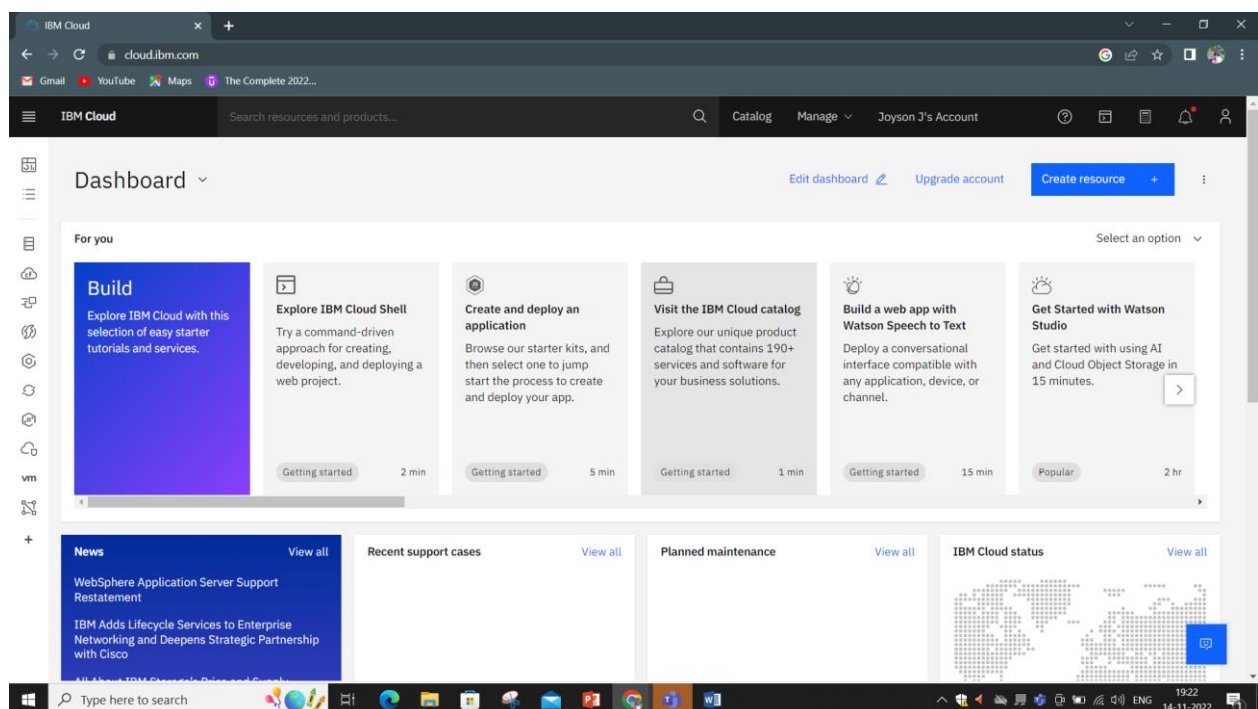 IBM Cloud
cloud.ibm.com
Gmail YouTube Maps The Complete 2022...
IBM Cloud Search resources and products... Catalog Manage Joyson J's Account
Dashboard Edit dashboard Upgrade account Create resource +
For you Select an option
Build
Explore IBM Cloud with this
selection of easy starter
tutorials and services.
Explore IBM Cloud Shell
Try a command-driven
approach for creating,
developing, and deploying a
web project.
Getting started 2 min
Create and deploy an
application
Browse our starter kits, and
then select one to jump
start the process to create
and deploy your app.
Getting started 5 min
Visit the IBM Cloud catalog
Explore our unique product
catalog that contains 190+
services and software for
your business solutions.
Getting started 1 min
Build a web app with
Watson Speech to Text
Deploy a conversational
interface compatible with
any application, device, or
channel.
Getting started 15 min
Get Started with Watson
Studio
Get started with using AI
and Cloud Object Storage in
15 minutes.
Popular 2 hr
vm
News View all
WebSphere Application Server Support
Restatement
IBM Adds Lifecycle Services to Enterprise
Networking and Deepens Strategic Partnership
with Cisco
All About IBM Storage's Price and Supply
Recent support cases View all
Planned maintenance View all
IBM Cloud status View all
Type here to search
ENG
19:22
14-11-2022